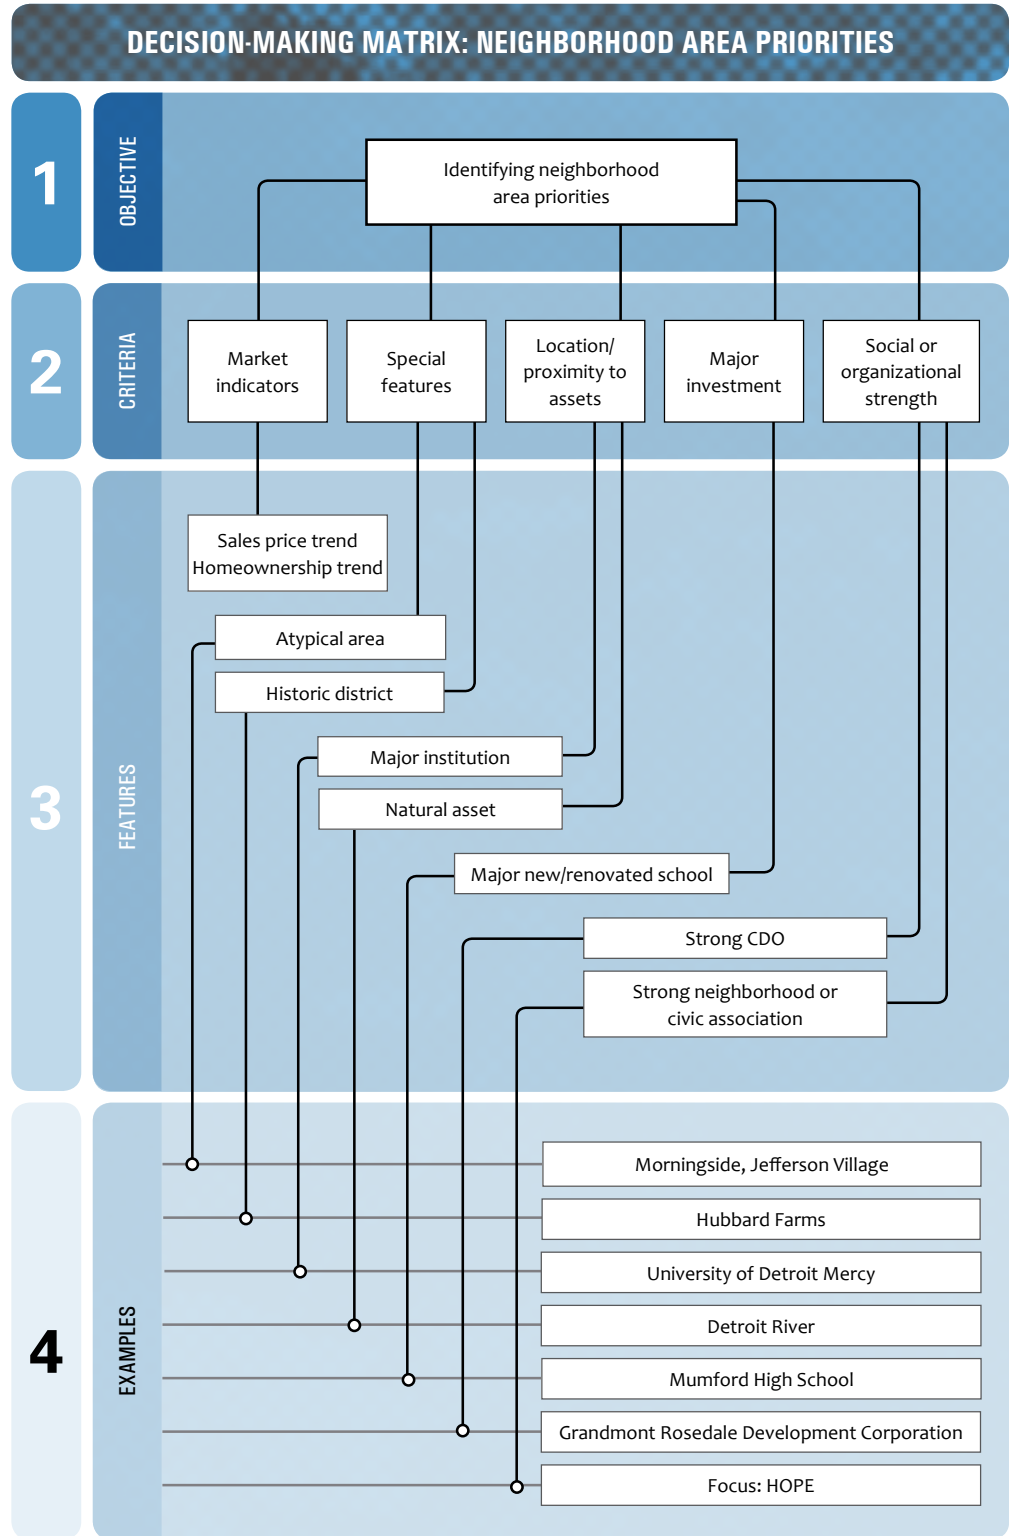 DECISION-MAKING MATRIX: NEIGHBORHOOD AREA PRIORITIES
1
OBJECTIVE
Identifying neighborhood
area priorities
2
CRITERIA
Market
indicators
Special
features
Location/
proximity to
assets
Major
investment
Social or
organizational
strength
3
FEATURES
Sales price trend
Homeownership trend
Atypical area
Historic district
Major institution
Natural asset
Major new/renovated school
Strong CDO
Strong neighborhood or
civic association
4
EXAMPLES
Morningside, Jefferson Village
Hubbard Farms
University of Detroit Mercy
Detroit River
Mumford High School
Grandmont Rosedale Development Corporation
Focus: HOPE